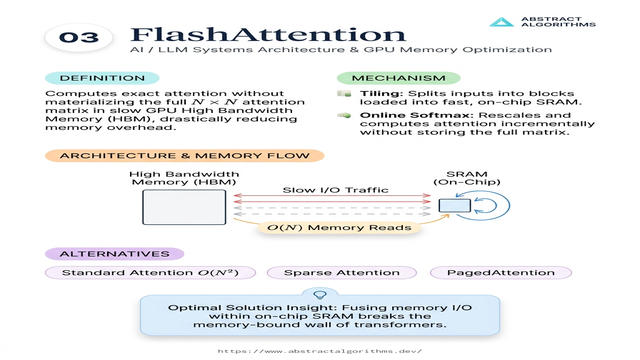 03
FlashAttention
AI / LLM Systems Architecture & GPU Memory Optimization
ABSTRACT
ALGORITHMS
DEFINITION
Computes exact attention without
materializing the full N × N attention
matrix in slow GPU High Bandwidth
Memory (HBM), drastically reducing
memory overhead.
MECHANISM
Tiling: Splits inputs into blocks
loaded into fast, on-chip SRAM.
Online Softmax: Rescales and
computes attention incrementally
without storing the full matrix.
ARCHITECTURE & MEMORY FLOW
High Bandwidth
Memory (HBM)
Slow I/O Traffic
SRAM
(On-Chip)
O(N) Memory Reads
ALTERNATIVES
Standard Attention O(N²)
Sparse Attention
PagedAttention
Optimal Solution Insight: Fusing memory I/O
within on-chip SRAM breaks the
memory-bound wall of transformers.
https://www.abstractalgorithms.dev/